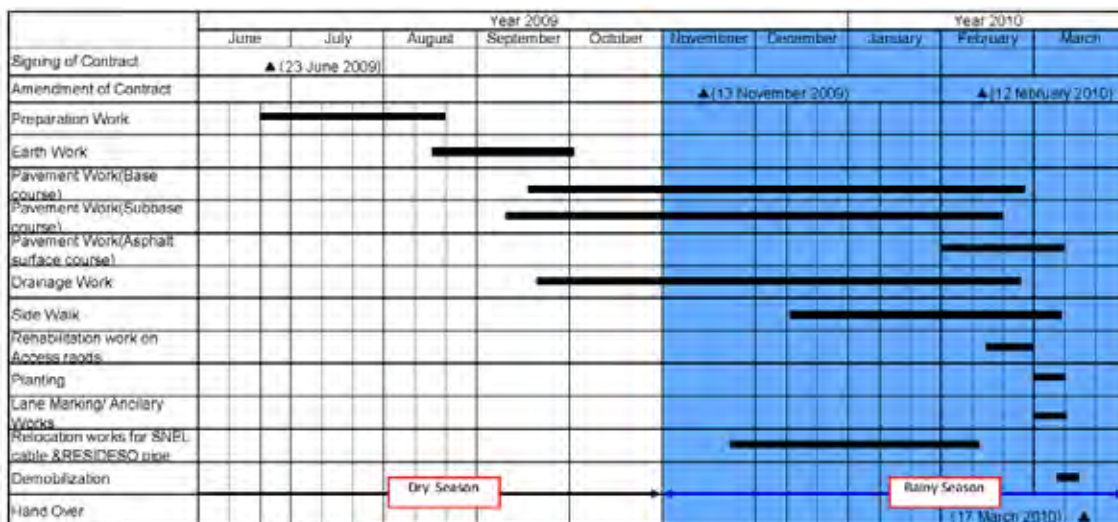 Year 2009 Year 2010
June July August September October November December January February March
Signing of Contract ▲(23 June 2009)
Amendment of Contract ▲(13 November 2009) ▲(12 february 2010)
Preparation Work
Earth Work
Pavement Work(Base
course)
Pavement Work(Subbase
course)
Pavement Work(Asphalt
surface course)
Drainage Work
Side Walk
Rehabilitation work on
Access raods
Planting
Lane Marking/ Ancilary
Works
Relocation works for SNEL
cable &RESIDESO pipe
Demobilization
Dry Season Rainy Season
Hand Over (17 March 2010) ▲